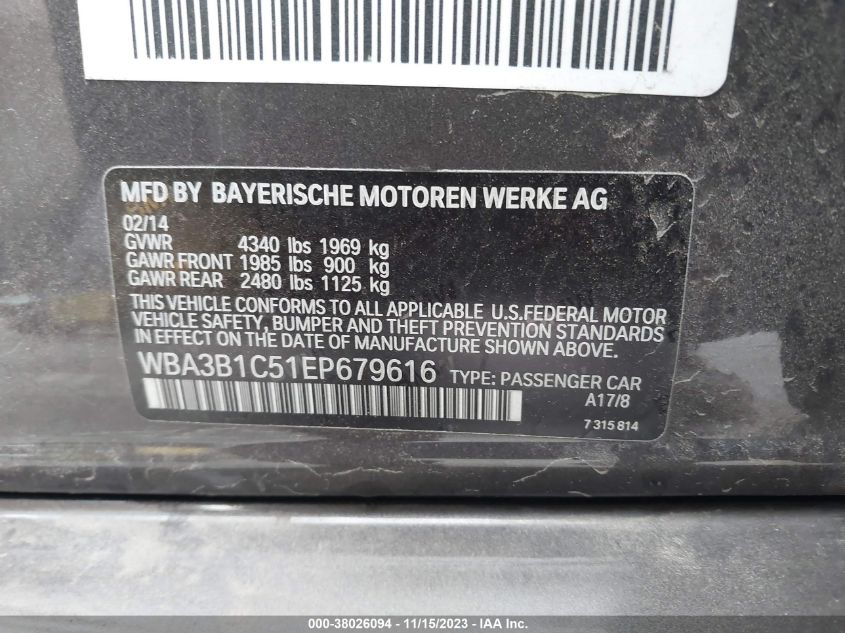 MFD BY BAYERISCHE MOTOREN WERKE AG
02/14
GVWR 4340 lbs 1969 kg
GAWR FRONT 1985 lbs 900 kg
GAWR REAR 2480 lbs 1125 kg
THIS VEHICLE CONFORMS TO ALL APPLICABLE U.S.FEDERAL MOTOR
VEHICLE SAFETY, BUMPER AND THEFT PREVENTION STANDARDS
IN EFFECT ON THE DATE OF MANUFACTURE SHOWN ABOVE.
WBA3B1C51EP679616 TYPE: PASSENGER CAR
A17/8
7 315 814
000-38026094 - 11/15/2023 - IAA Inc.